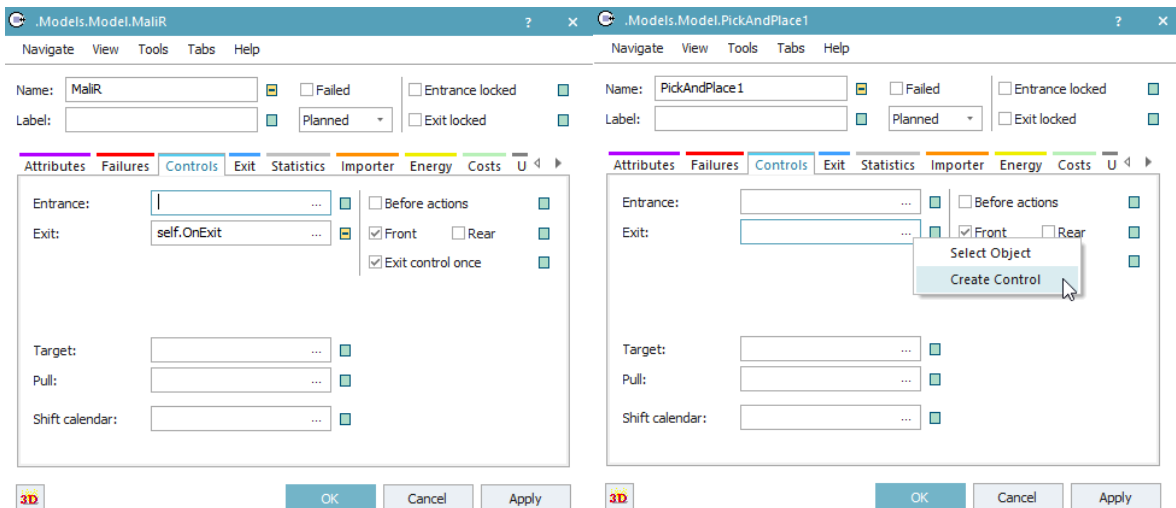 .Models.Model.MaliR ? ×
Navigate View Tools Tabs Help
Name: MaliR Failed Entrance locked
Label: Planned Exit locked
Attributes Failures Controls Exit Statistics Importer Energy Costs U
Entrance: ... Before actions
Exit: self.OnExit ... Front Rear
Exit control once
Target: ...
Pull: ...
Shift calendar: ...
3D OK Cancel Apply
.Models.Model.PickAndPlace1 ? ×
Navigate View Tools Tabs Help
Name: PickAndPlace1 Failed Entrance locked
Label: Planned Exit locked
Attributes Failures Controls Exit Statistics Importer Energy Costs U
Entrance: ... Before actions
Exit: ... Front Rear
Select Object
Create Control
Target: ...
Pull: ...
Shift calendar: ...
3D OK Cancel Apply